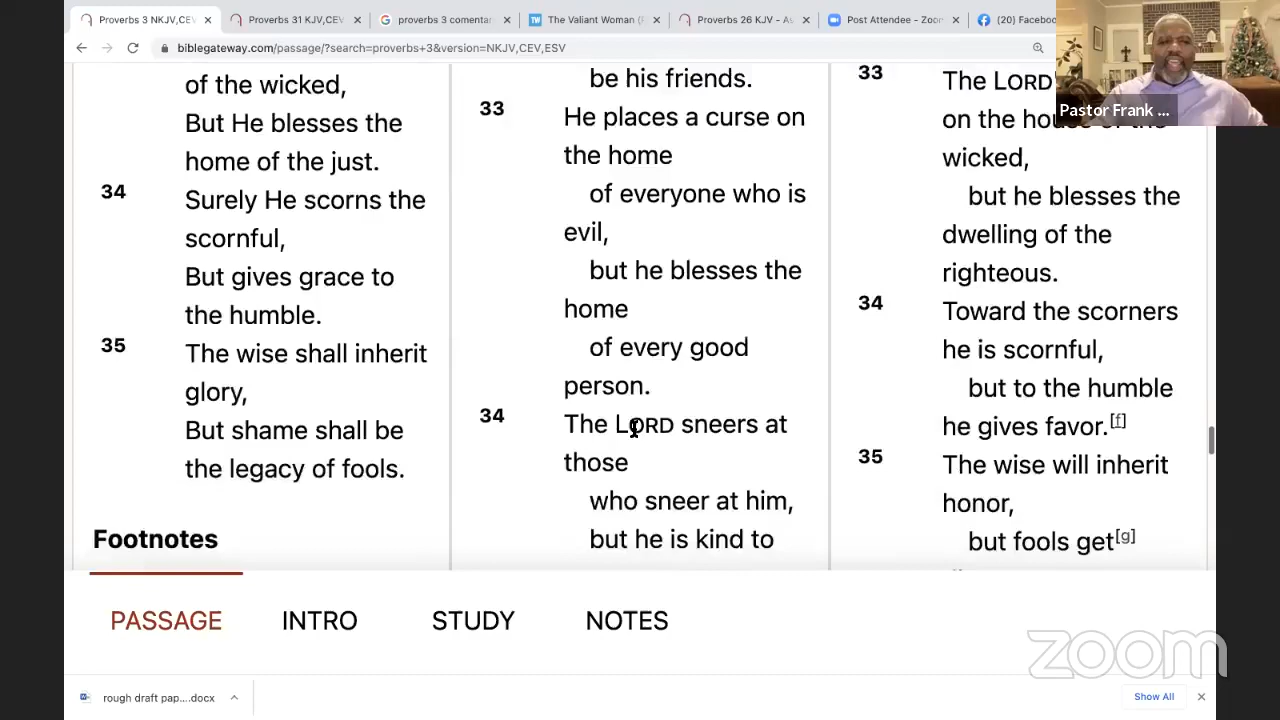 Proverbs 3 NKJV,CEV,E
Proverbs 31 KJV,CEV,E
proverbs 3 comentar
The Valiant Woman (P
Proverbs 26 KJV - As
Post Attendee - Zoo
(20) Facebook
biblegateway.com/passage/?search=proverbs+3&version=NKJV,CEV,ESV
Pastor Frank ...
of the wicked,
But He blesses the
home of the just.
34
Surely He scorns the
scornful,
But gives grace to
the humble.
35
The wise shall inherit
glory,
But shame shall be
the legacy of fools.
Footnotes
be his friends.
33
He places a curse on
the home
of everyone who is
evil,
but he blesses the
home
of every good
person.
34
The LORD sneers at
those
who sneer at him,
but he is kind to
33
The LORD'
on the house of the
wicked,
but he blesses the
dwelling of the
righteous.
34
Toward the scorners
he is scornful,
but to the humble
he gives favor.[f]
35
The wise will inherit
honor,
but fools get[g]
PASSAGE
INTRO
STUDY
NOTES
zoom
rough draft pap....docx
Show All